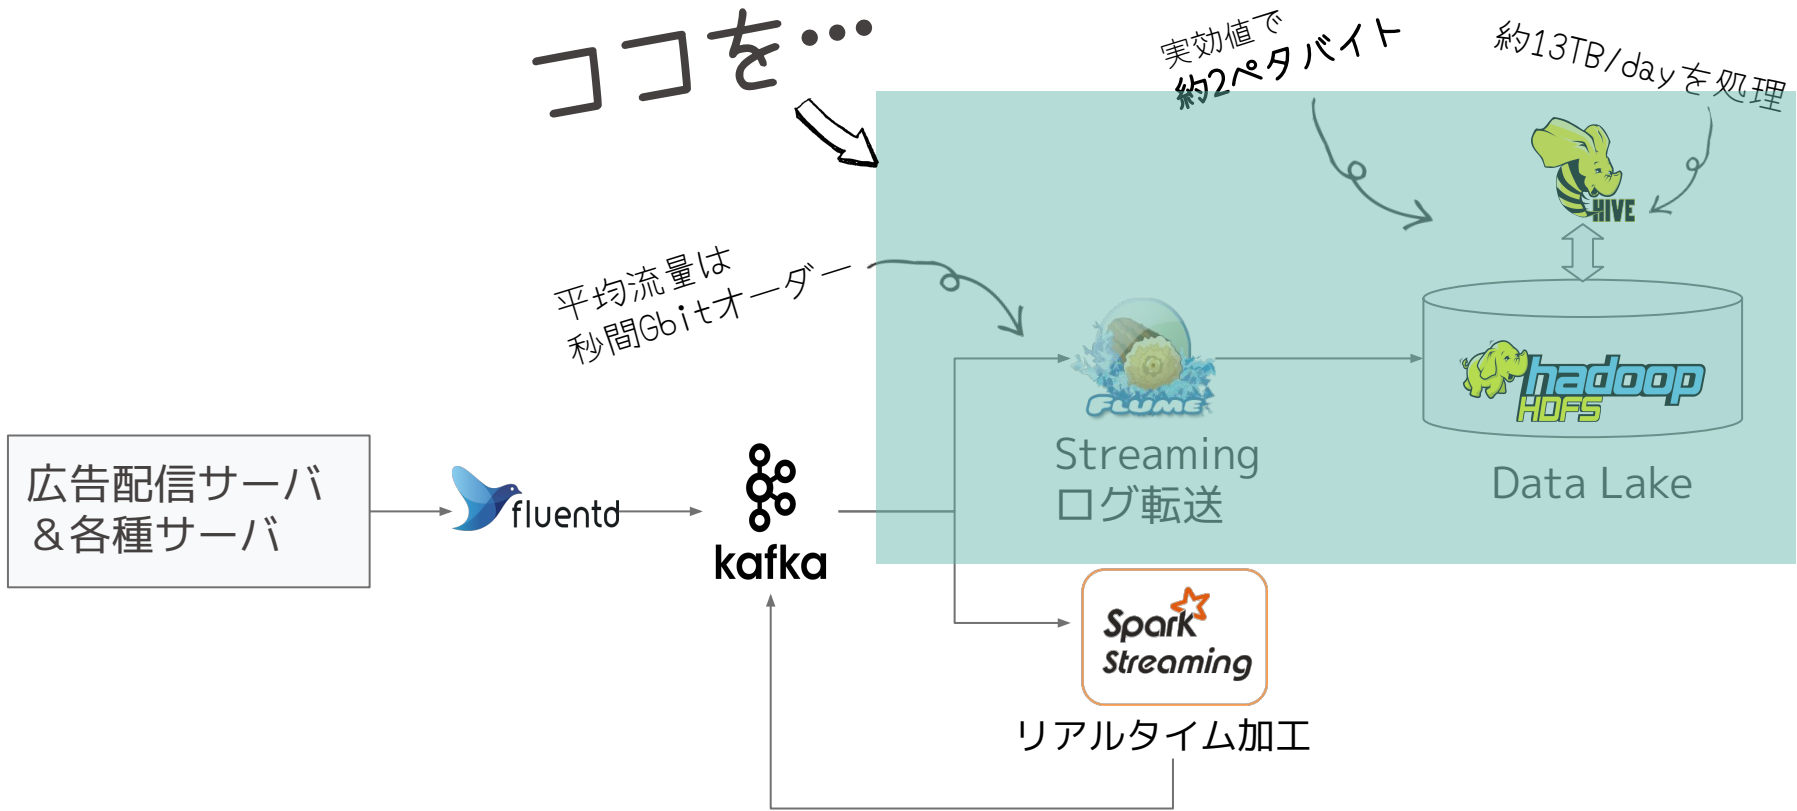 ココを…
実効値で
約2ペタバイト
約13TB/dayを処理
HIVE
平均流量は
秒間Gbitオーダー
FLUME
hadoop
HDFS
Streaming
ログ転送
Data Lake
広告配信サーバ
＆各種サーバ
fluentd
kafka
Spark
Streaming
リアルタイム加工